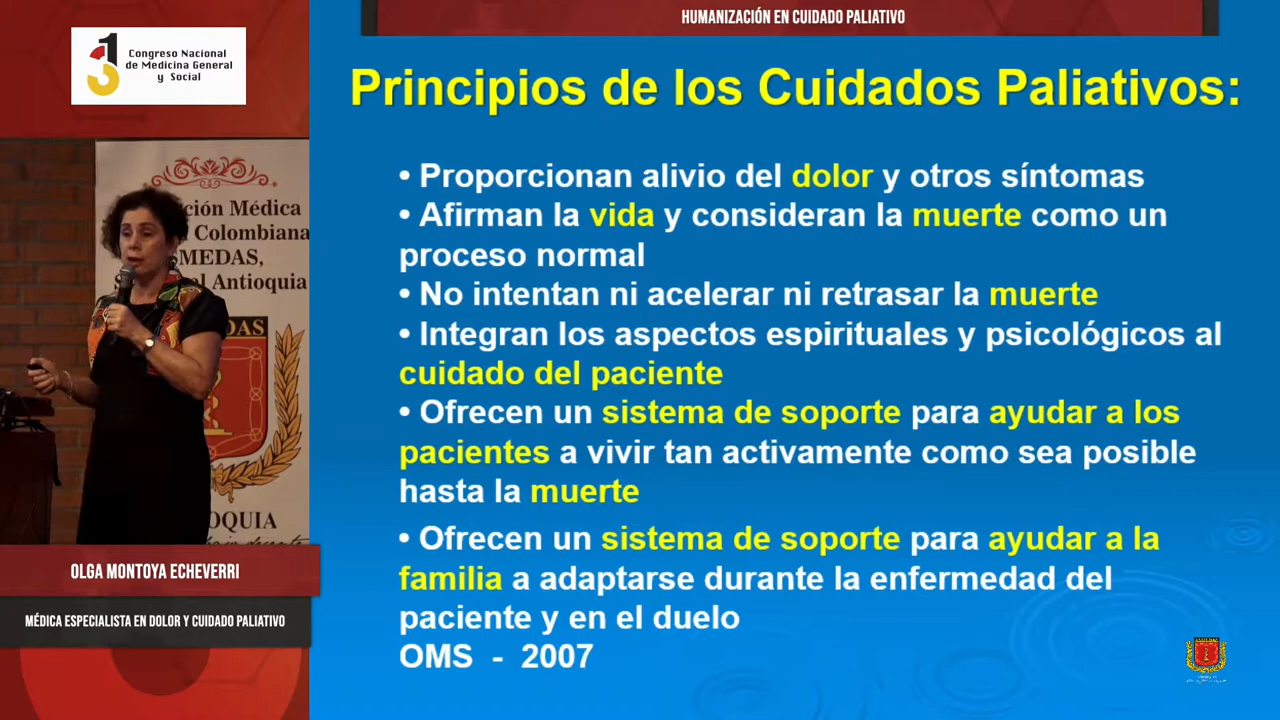 HUMANIZACIÓN EN CUIDADO PALIATIVO
Congreso Nacional
de Medicina General
y Social
Principios de los Cuidados Paliativos:
• Proporcionan alivio del dolor y otros síntomas
• Afirman la vida y consideran la muerte como un
proceso normal
• No intentan ni acelerar ni retrasar la muerte
• Integran los aspectos espirituales y psicológicos al
cuidado del paciente
• Ofrecen un sistema de soporte para ayudar a los
pacientes a vivir tan activamente como sea posible
hasta la muerte
• Ofrecen un sistema de soporte para ayudar a la
familia a adaptarse durante la enfermedad del
paciente y en el duelo
OMS - 2007
Médica
Colombiana
Antioquia
OLGA MONTOYA ECHEVERRI
MÉDICA ESPECIALISTA EN DOLOR Y CUIDADO PALIATIVO